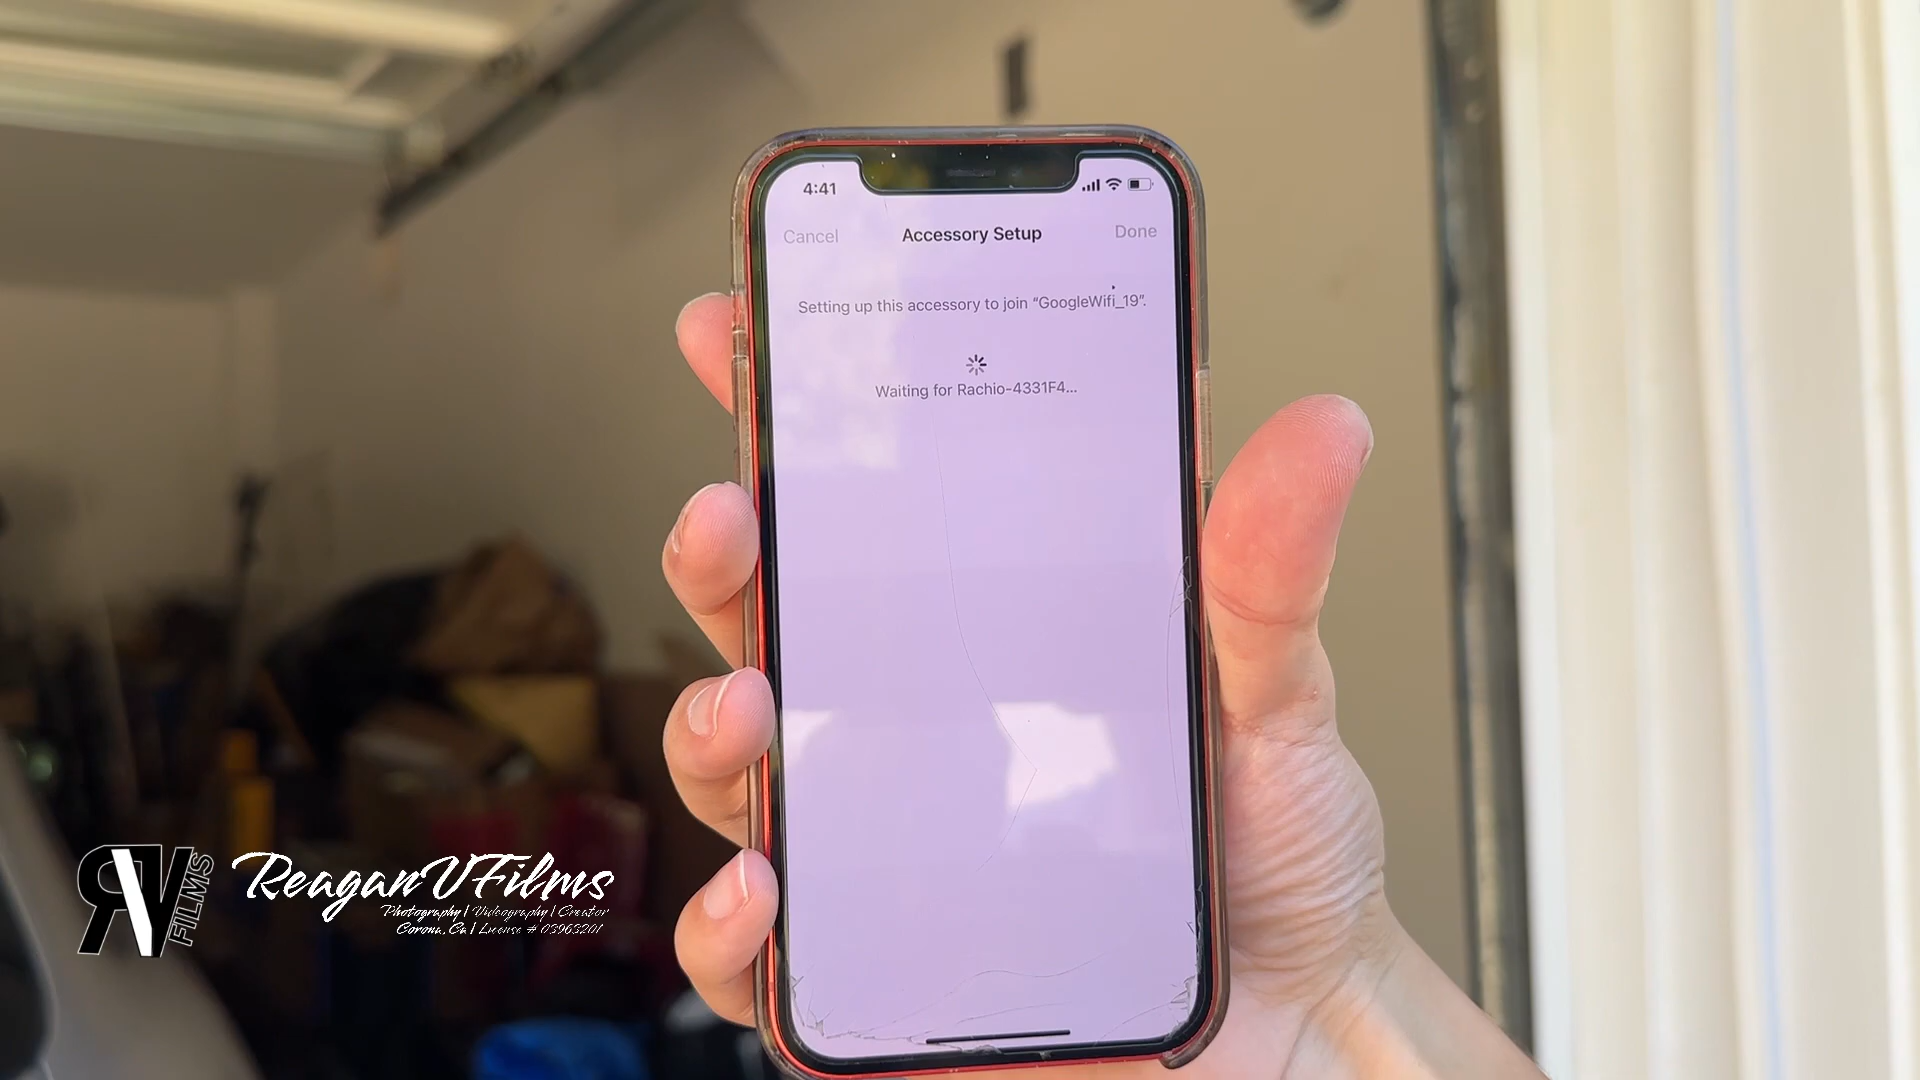 4:41
Cancel Accessory Setup Done
Setting up this accessory to join “GoogleWifi_19”.
Waiting for Rachio-4331F4...
RV FILMS
ReaganVFilms
Photography | Videography | Creator
Corona, Ca | License # 03963201